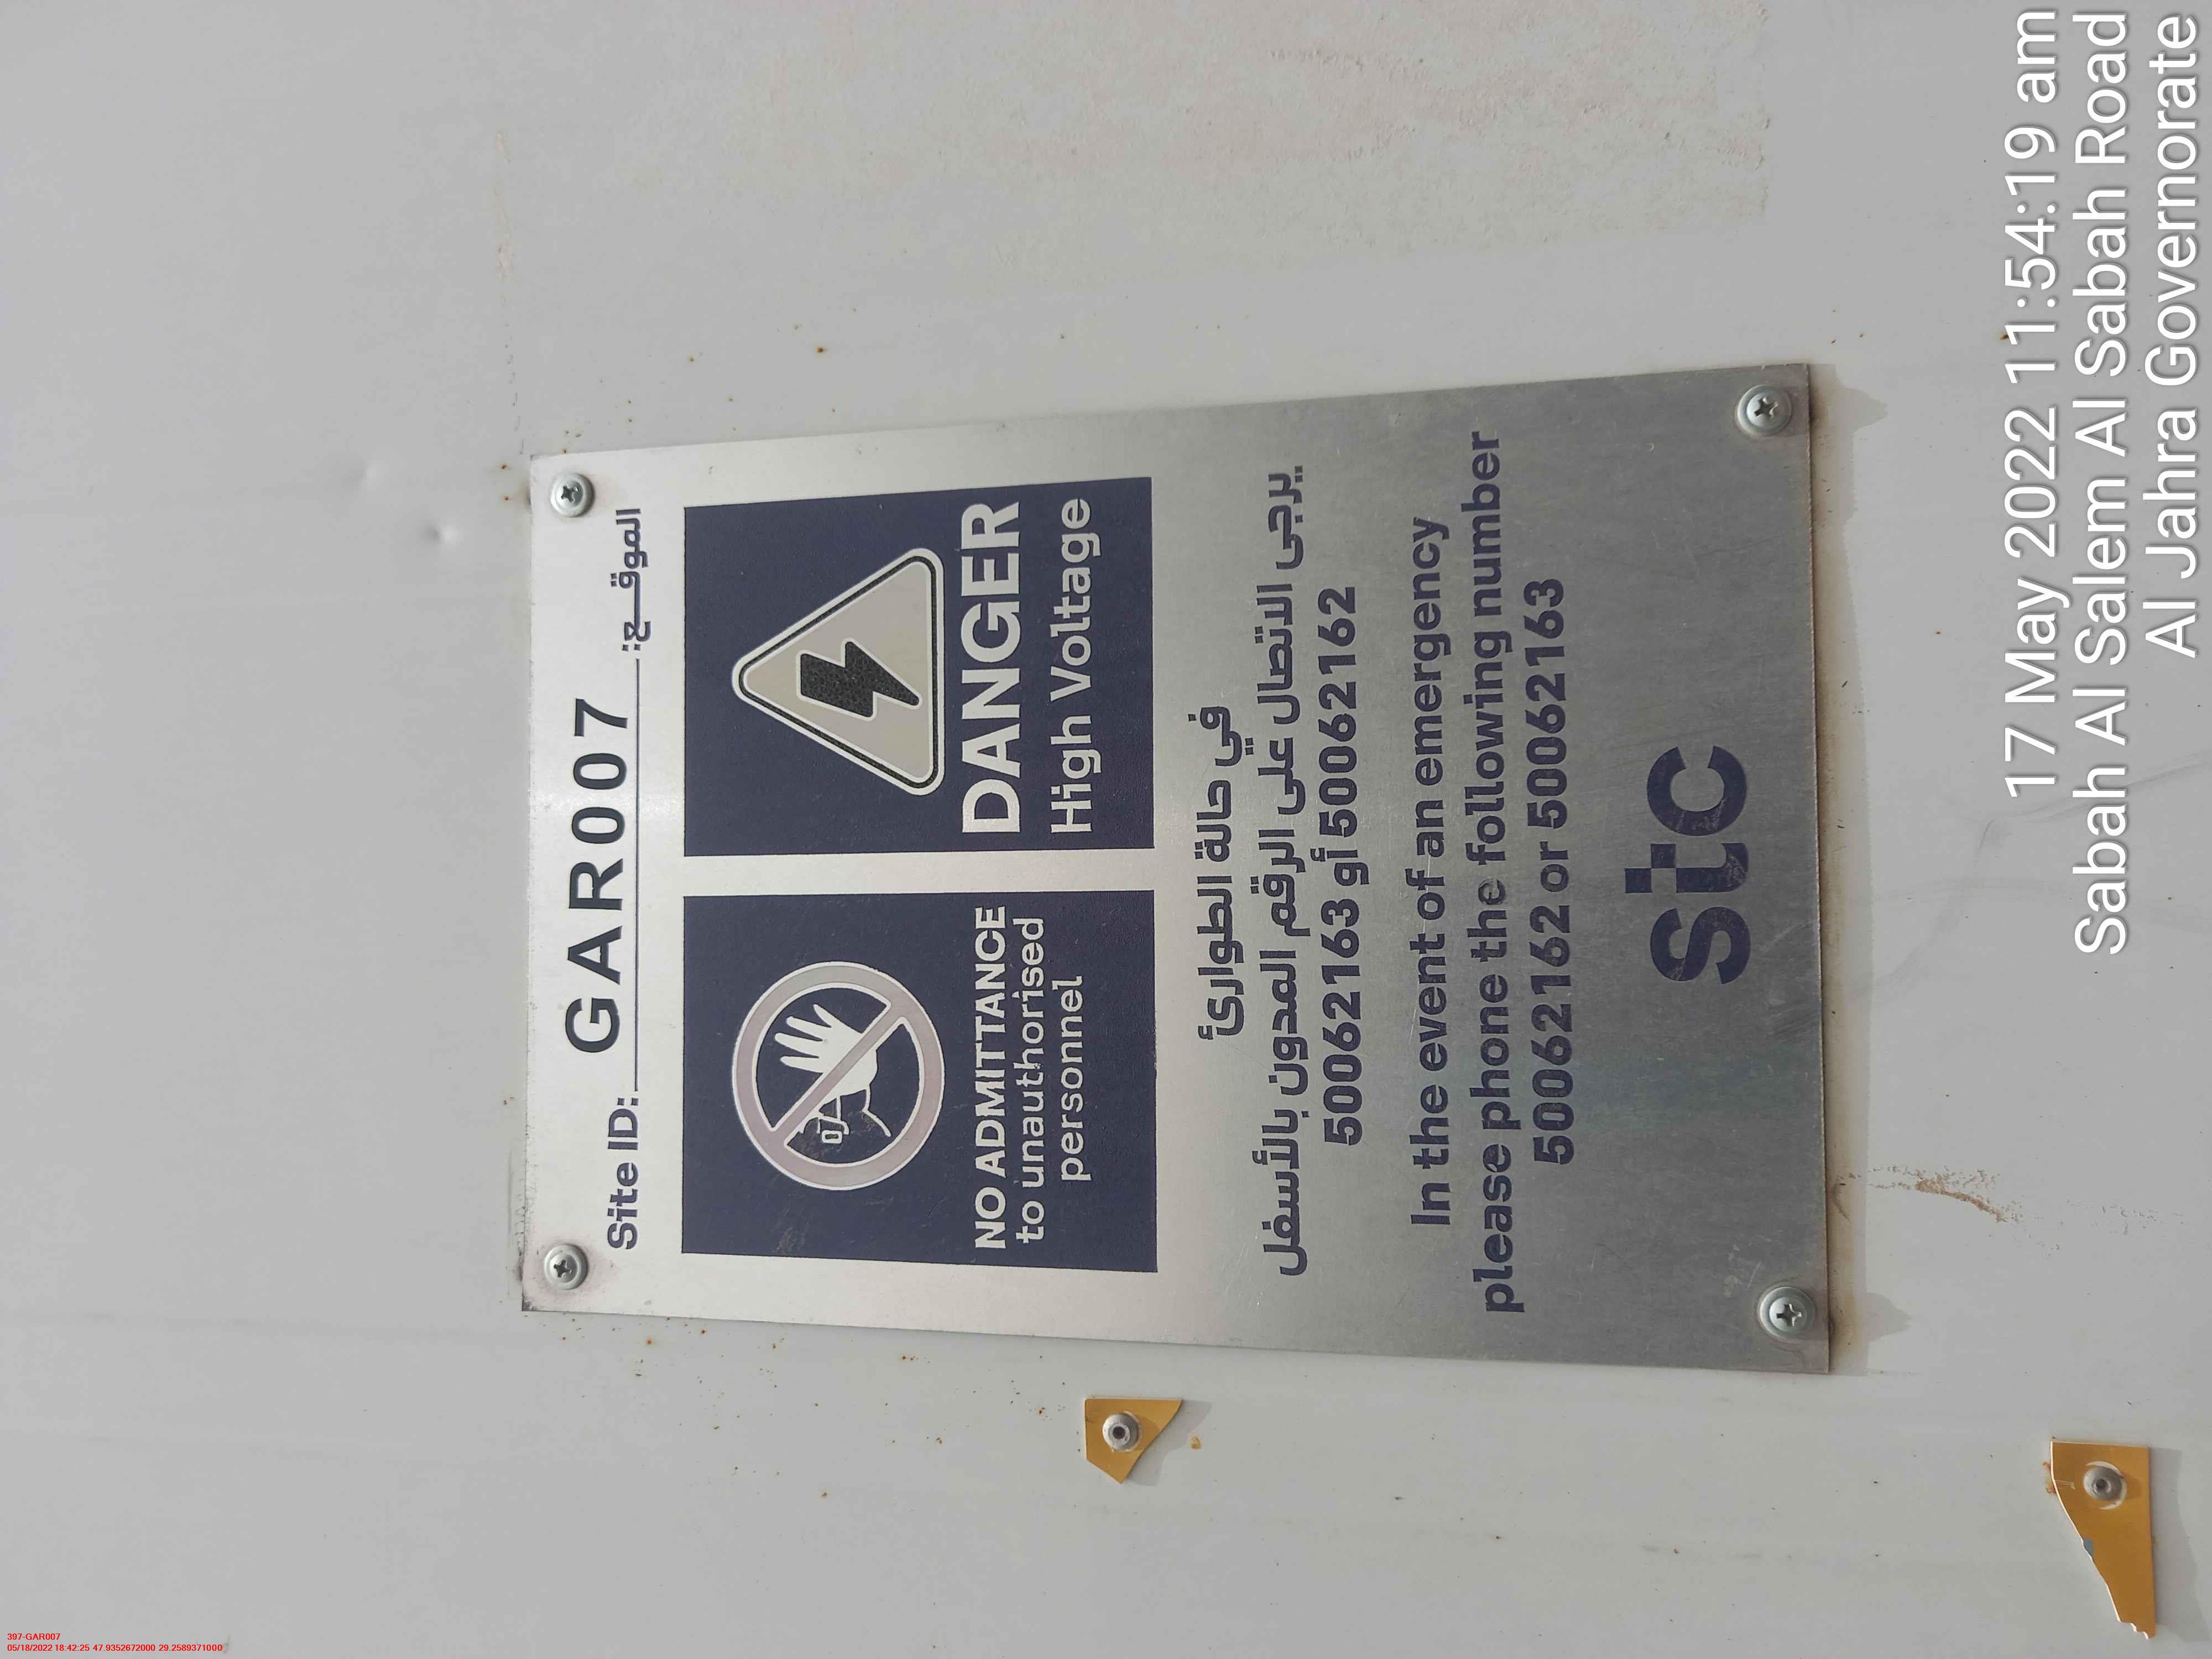 Site ID: GAR007 الموقع:
NO ADMITTANCE
to unauthorised
personnel
DANGER
High Voltage
في حالة الطوارئ
يرجى الاتصال على الرقم المدون بالأسفل
50062162 أو 50062163
In the event of an emergency
please phone the following number
50062162 or 50062163
stc
17 May 2022 11:54:19 am
Sabah Al Salem Al Sabah Road
Al Jahra Governorate
397-GAR007
05/18/2022 18:42:25 47.9352672000 29.2589371000